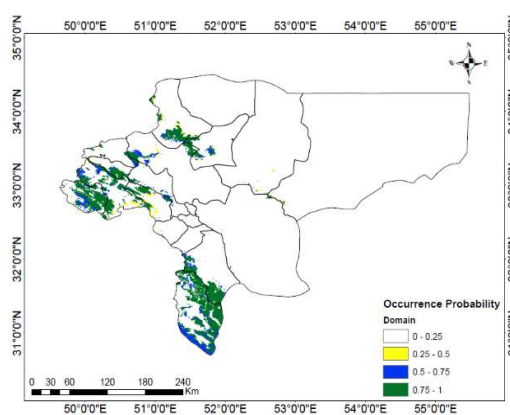 50°0'0"E 51°0'0"E 52°0'0"E 53°0'0"E 54°0'0"E 55°0'0"E
35°0'0"N
34°0'0"N
33°0'0"N
32°0'0"N
31°0'0"N
N
W E
S
Occurrence Probability
Domain
0 - 0.25
0.25 - 0.5
0.5 - 0.75
0.75 - 1
0 30 60 120 180 240
Km
50°0'0"E 51°0'0"E 52°0'0"E 53°0'0"E 54°0'0"E 55°0'0"E